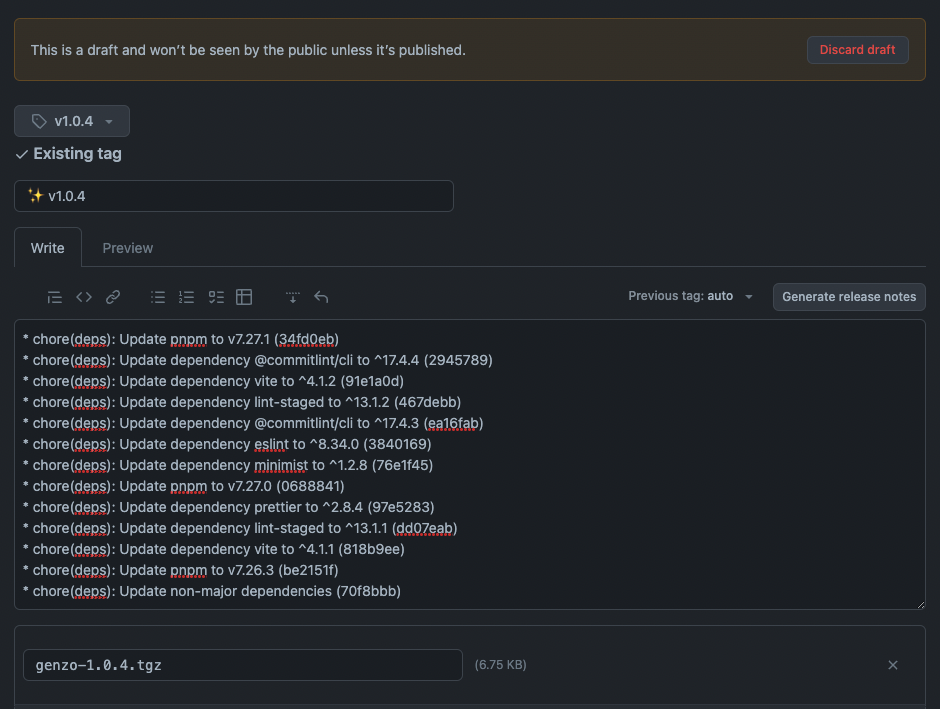 This is a draft and won't be seen by the public unless it's published.
Discard draft
v1.0.4
Existing tag
✨ v1.0.4
Write
Preview
Previous tag: auto
Generate release notes
* chore(deps): Update pnpm to v7.27.1 (34fd0eb)
* chore(deps): Update dependency @commitlint/cli to ^17.4.4 (2945789)
* chore(deps): Update dependency vite to ^4.1.2 (91e1a0d)
* chore(deps): Update dependency lint-staged to ^13.1.2 (467debb)
* chore(deps): Update dependency @commitlint/cli to ^17.4.3 (ea16fab)
* chore(deps): Update dependency eslint to ^8.34.0 (3840169)
* chore(deps): Update dependency minimist to ^1.2.8 (76e1f45)
* chore(deps): Update pnpm to v7.27.0 (0688841)
* chore(deps): Update dependency prettier to ^2.8.4 (97e5283)
* chore(deps): Update dependency lint-staged to ^13.1.1 (dd07eab)
* chore(deps): Update dependency vite to ^4.1.1 (818b9ee)
* chore(deps): Update pnpm to v7.26.3 (be2151f)
* chore(deps): Update non-major dependencies (70f8bbb)
genzo-1.0.4.tgz
(6.75 KB)